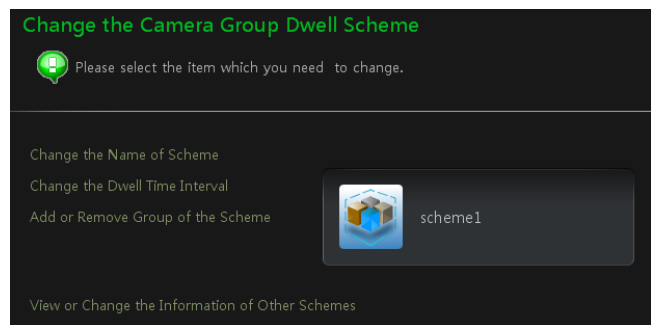 Change the Camera Group Dwell Scheme
Please select the item which you need to change.
Change the Name of Scheme
Change the Dwell Time Interval
Add or Remove Group of the Scheme
scheme1
View or Change the Information of Other Schemes